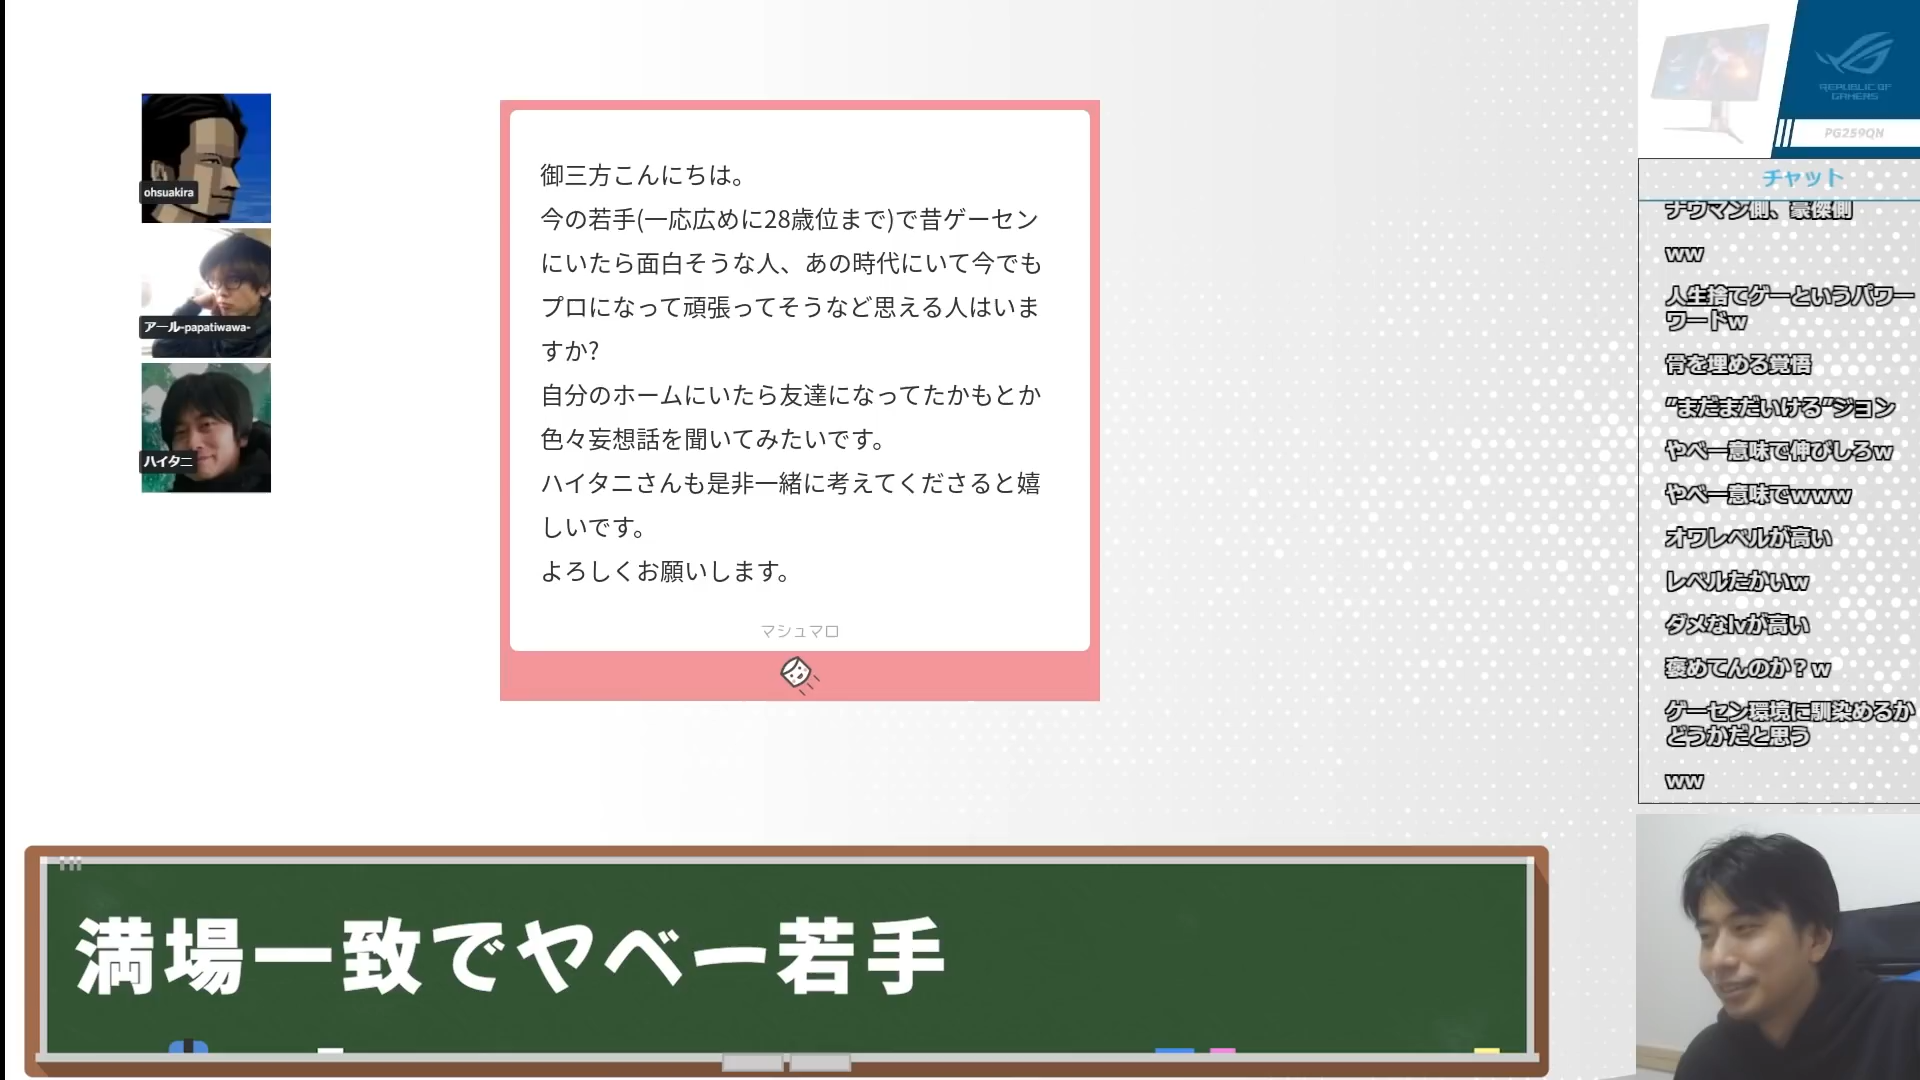 ohsuakira
アール-papatiwawa-
ハイタニ
御三方こんにちは。
今の若手(一応広めに28歳位まで)で昔ゲーセン
にいたら面白そうな人、あの時代にいて今でも
プロになって頑張ってそうなど思える人はいま
すか?
自分のホームにいたら友達になってたかもとか
色々妄想話を聞いてみたいです。
ハイタニさんも是非一緒に考えてくださると嬉
しいです。
よろしくお願いします。
マシュマロ
REPUBLIC OF
GAMERS
PG259QN
チャット
ナウマン側、豪傑側
ww
人生捨てゲーというパワー
ワードw
骨を埋める覚悟
“まだまだいける“ジョン
やべー意味で伸びしろw
やべー意味でwww
オワレベルが高い
レベルたかいw
ダメなlvが高い
褒めてんのか？w
ゲーセン環境に馴染めるか
どうかだと思う
ww
満場一致でヤベー若手